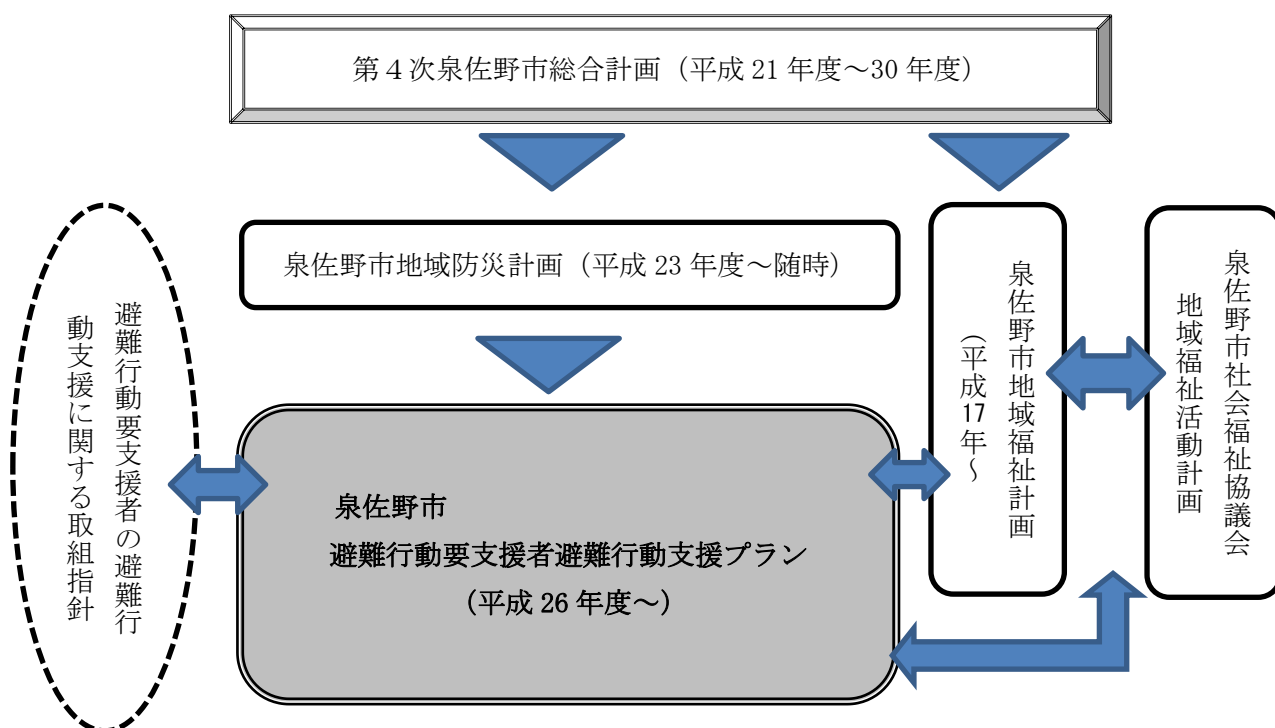 第４次泉佐野市総合計画（平成 21 年度～30 年度）
泉佐野市地域防災計画（平成 23 年度～随時）
避難行動要支援者の避難行
動支援に関する取組指針
泉佐野市
避難行動要支援者避難行動支援プラン
（平成 26 年度～）
泉佐野市地域福祉計画
（平成17年～
泉佐野市社会福祉協議会
地域福祉活動計画